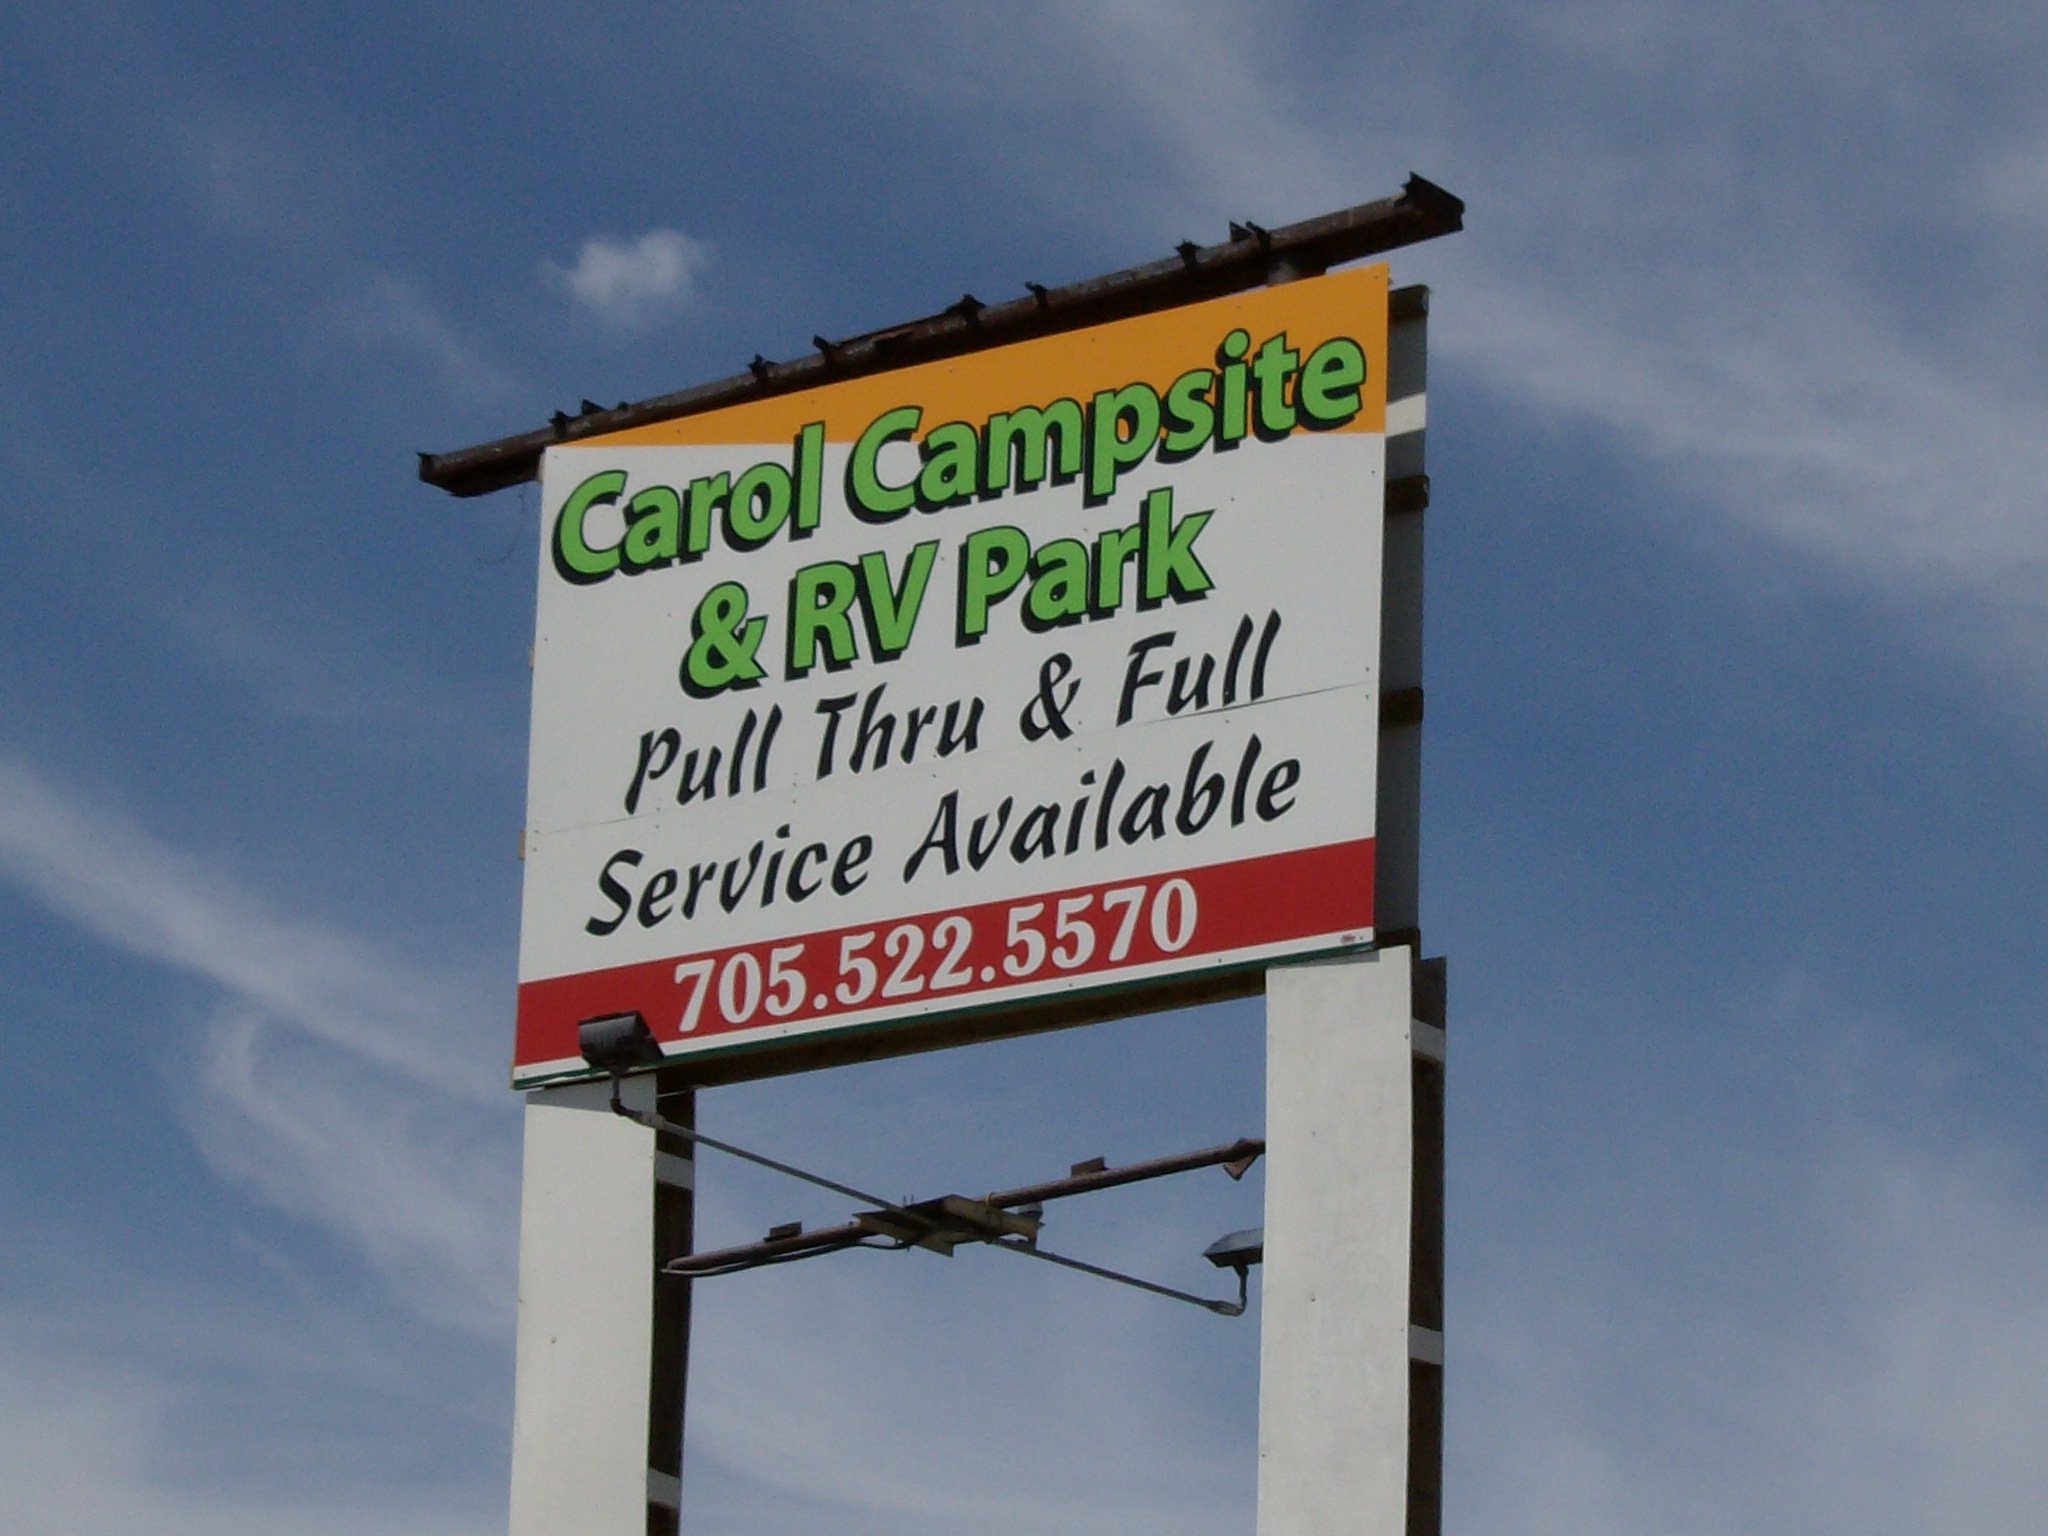 Carol Campsite
& RV Park
Pull Thru & Full
Service Available
705.522.5570